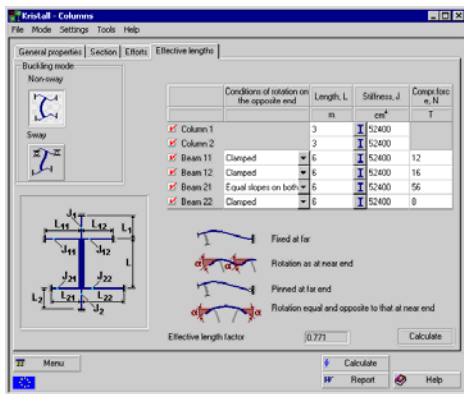 Kristall - Columns
File Mode Settings Tools Help
General properties Section Efforts Effective lengths
Buckling mode
Non-sway
Sway
Conditions of rotation on the opposite end Length, L Stiffness, J Compr.forc e, N
m cm⁴ T
Column 1 3 52400
Column 2 3 52400
Beam 11 Clamped 6 52400 12
Beam 12 Clamped 6 52400 16
Beam 21 Equal slopes on both 6 52400 56
Beam 22 Clamped 6 52400 0
J1 L1
L11 L12
J11 J12
L
J21 J22
L2 L21 L22
J2
Fixed at far
α α Rotation as at near end
Pinned at far end
α α Rotation equal and opposite to that at near end
Effective length factor 0.771 Calculate
Menu Calculate
Report Help